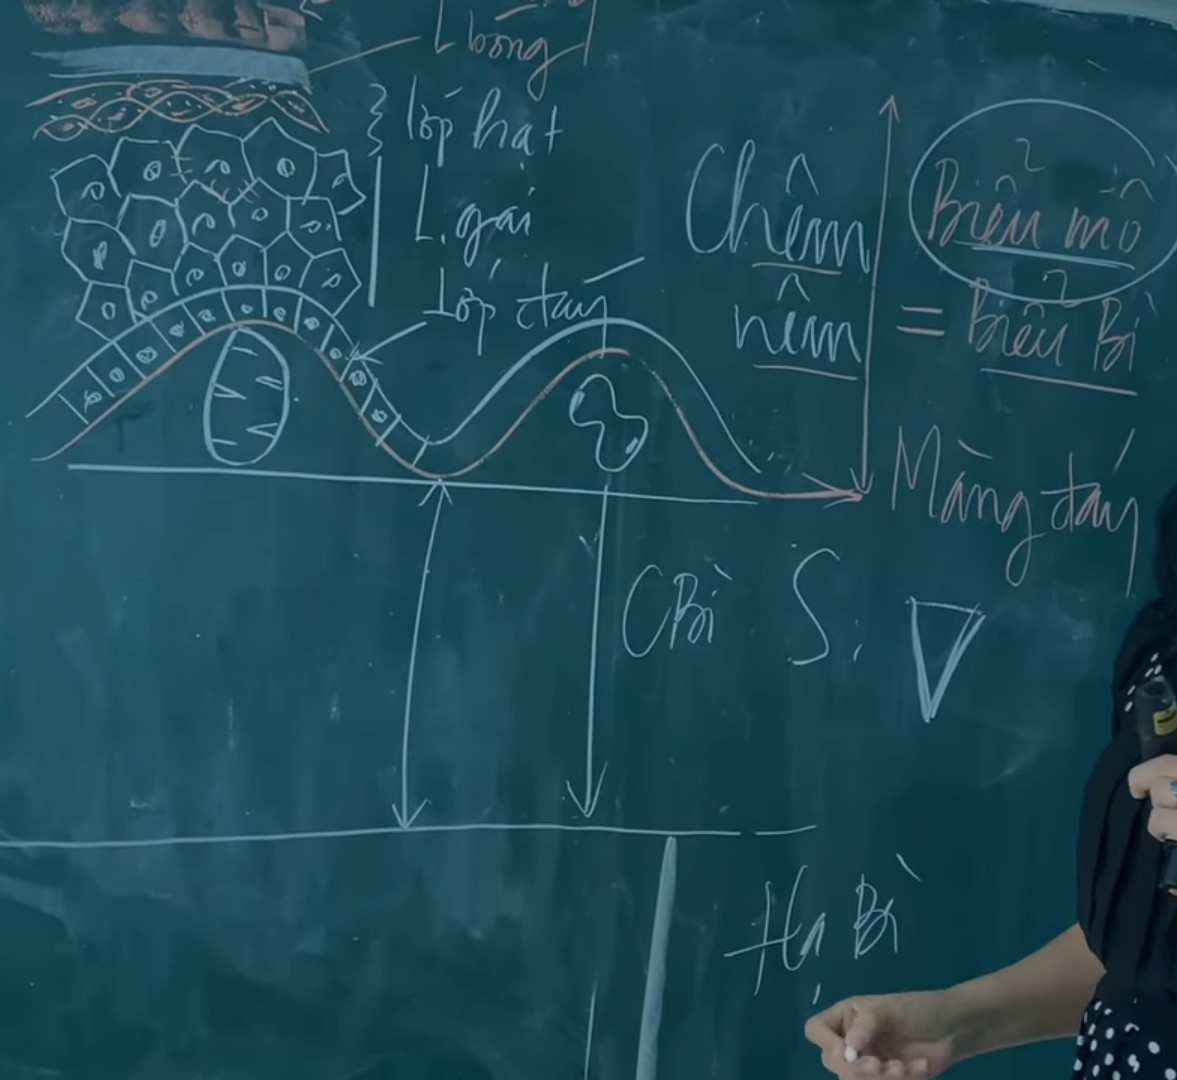 L bóng
lớp hạt
L. gai
Lớp đáy
Chêm
nêm
Biểu mô
= Biểu Bì
Màng đáy
CBì
S.
Hạ Bì